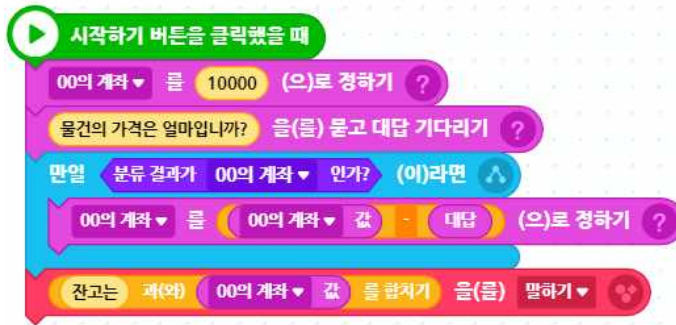 시작하기 버튼을 클릭했을 때
00의 계좌 를 10000 (으)로 정하기 ?
물건의 가격은 얼마입니까? 을(를) 묻고 대답 기다리기 ?
만일 분류 결과가 00의 계좌 인가? (이)라면
00의 계좌 를 00의 계좌 값 - 대답 (으)로 정하기 ?
잔고는 과(와) 00의 계좌 값 를 합치기 을(를) 말하기